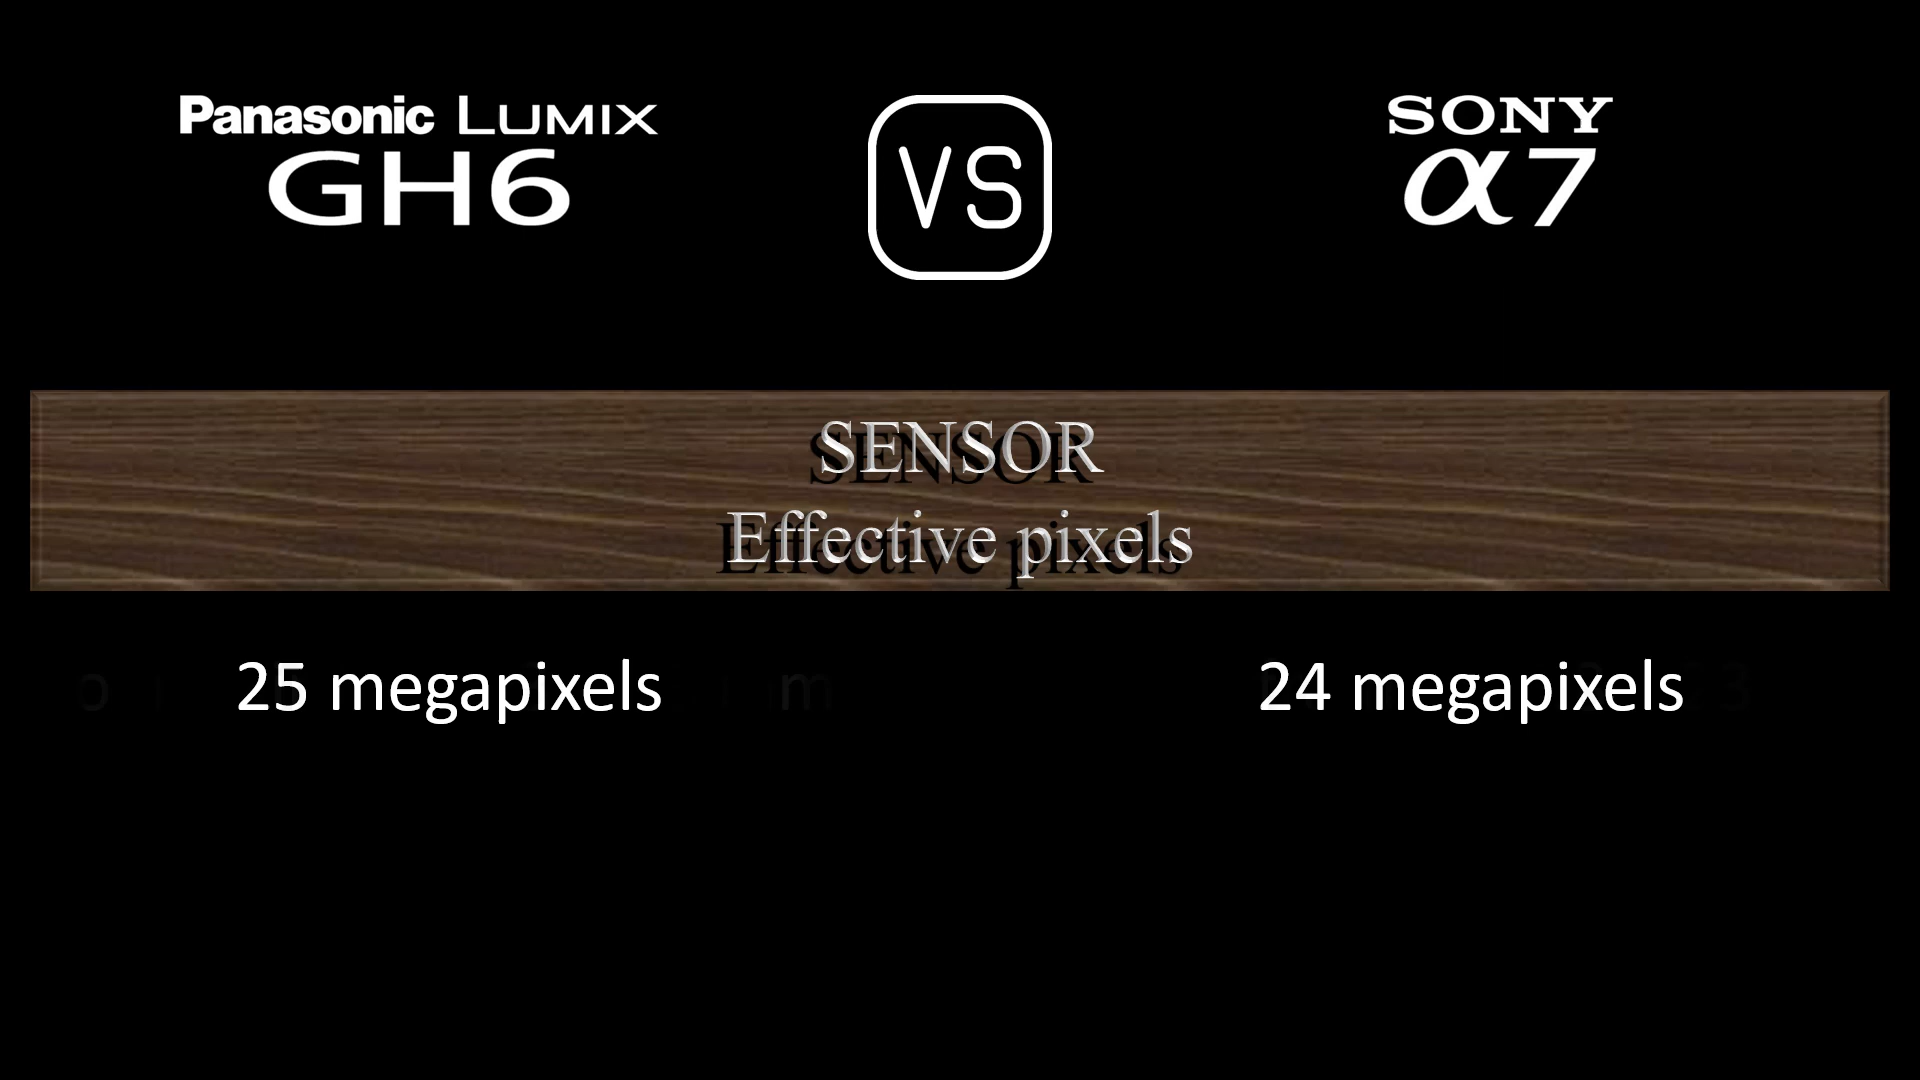 Panasonic LUMIX
GH6
VS
SONY
α7
SENSOR
Effective pixels
25 megapixels
24 megapixels